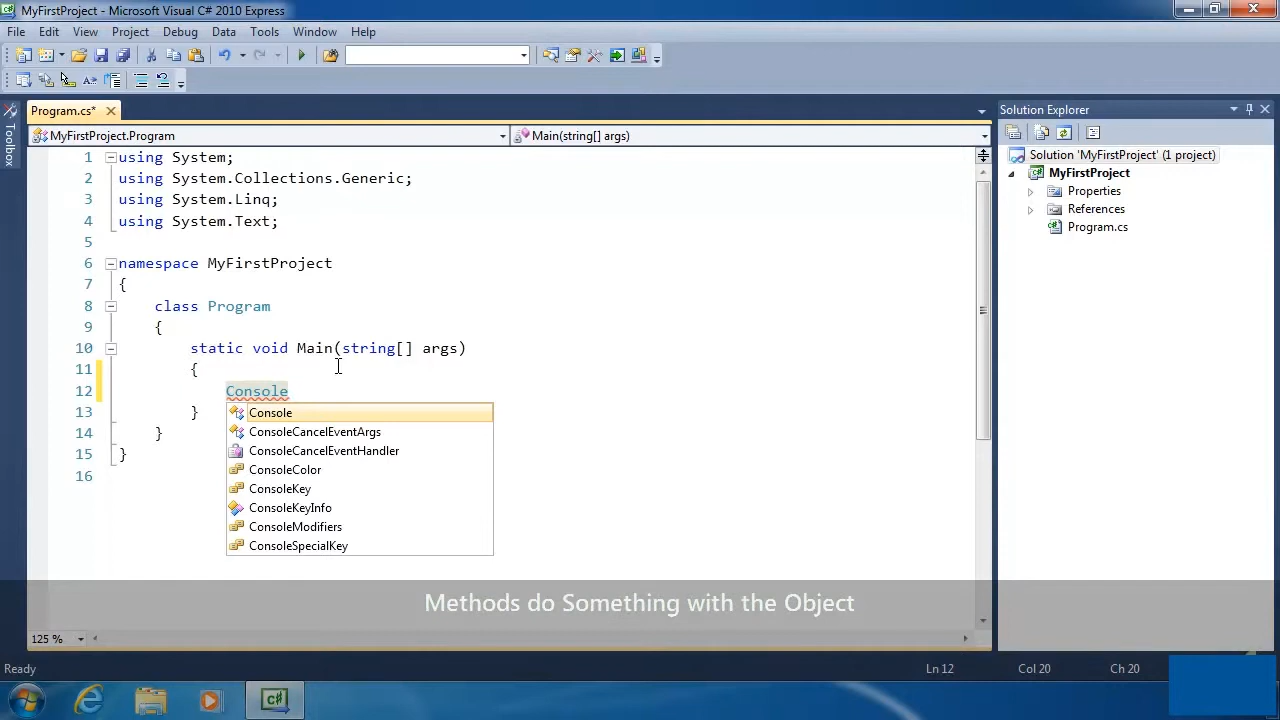 MyFirstProject - Microsoft Visual C# 2010 Express
File Edit View Project Debug Data Tools Window Help
Program.cs*
Solution Explorer
Toolbox
MyFirstProject.Program
Main(string[] args)
Solution 'MyFirstProject' (1 project)
MyFirstProject
Properties
References
Program.cs
1 using System;
2 using System.Collections.Generic;
3 using System.Linq;
4 using System.Text;
5
6 namespace MyFirstProject
7 {
8 class Program
9 {
10 static void Main(string[] args)
11 {
12 Console
13 }
14 }
15 }
16
Console
ConsoleCancelEventArgs
ConsoleCancelEventHandler
ConsoleColor
ConsoleKey
ConsoleKeyInfo
ConsoleModifiers
ConsoleSpecialKey
Methods do Something with the Object
125 %
Ready Ln 12 Col 20 Ch 20
C#